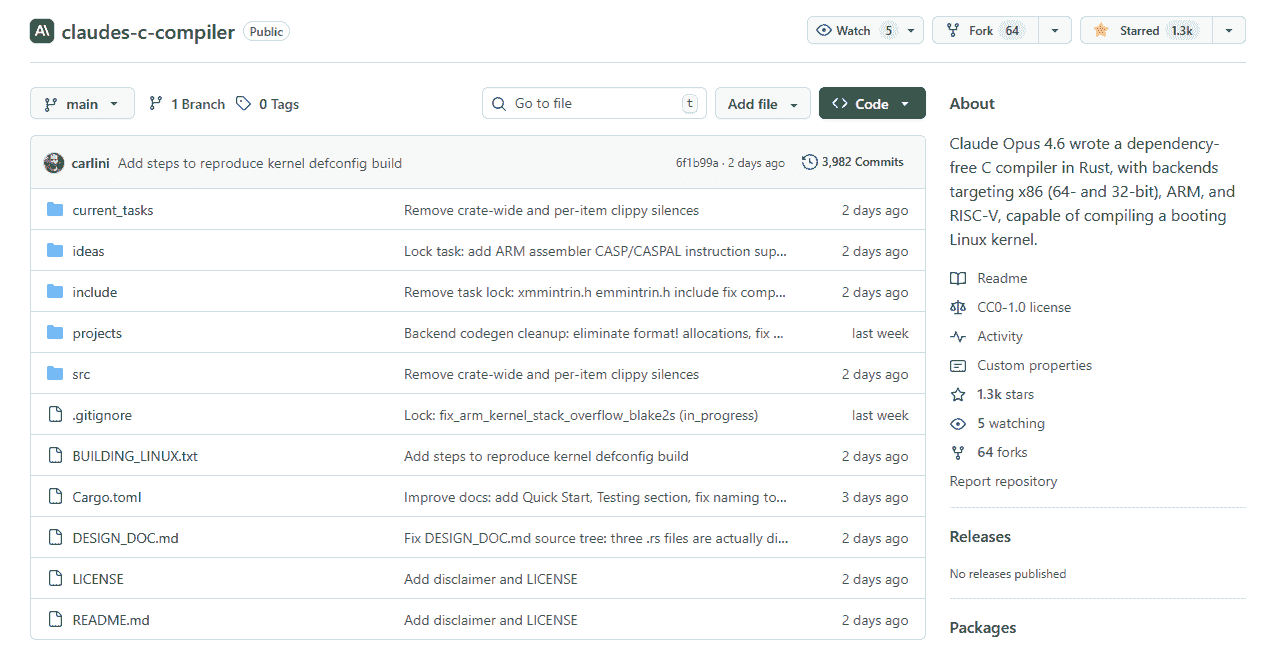 A\ claudes-c-compiler Public
Watch 5 Fork 64 Starred 1.3k
main 1 Branch 0 Tags
Go to file t Add file Code
carlini Add steps to reproduce kernel defconfig build 6f1b99a · 2 days ago 3,982 Commits
current_tasks Remove crate-wide and per-item clippy silences 2 days ago
ideas Lock task: add ARM assembler CASP/CASPAL instruction sup... 2 days ago
include Remove task lock: xmmintrin.h emmintrin.h include fix comp... 2 days ago
projects Backend codegen cleanup: eliminate format! allocations, fix ... last week
src Remove crate-wide and per-item clippy silences 2 days ago
.gitignore Lock: fix_arm_kernel_stack_overflow_blake2s (in_progress) last week
BUILDING_LINUX.txt Add steps to reproduce kernel defconfig build 2 days ago
Cargo.toml Improve docs: add Quick Start, Testing section, fix naming to... 3 days ago
DESIGN_DOC.md Fix DESIGN_DOC.md source tree: three .rs files are actually di... 2 days ago
LICENSE Add disclaimer and LICENSE 2 days ago
README.md Add disclaimer and LICENSE 2 days ago
About
Claude Opus 4.6 wrote a dependency-
free C compiler in Rust, with backends
targeting x86 (64- and 32-bit), ARM, and
RISC-V, capable of compiling a booting
Linux kernel.
Readme
CC0-1.0 license
Activity
Custom properties
1.3k stars
5 watching
64 forks
Report repository
Releases
No releases published
Packages